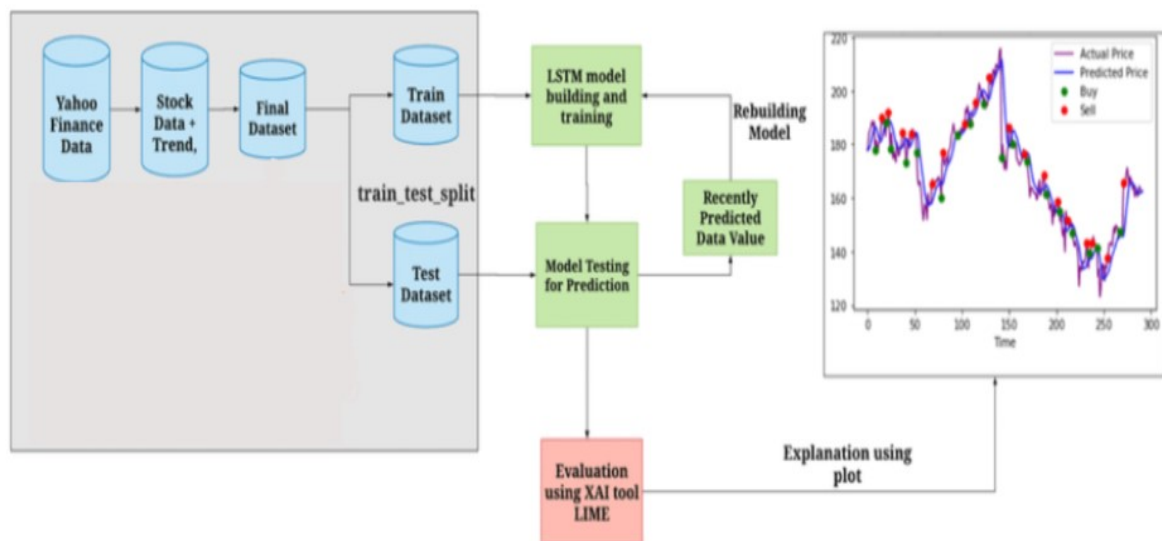 Yahoo
Finance
Data
Stock
Data +
Trend,
Final
Dataset
Train
Dataset
train_test_split
Test
Dataset
LSTM model
building and
training
Rebuilding
Model
Recently
Predicted
Data Value
Model Testing
for Prediction
Evaluation
using XAI tool
LIME
Explanation using
plot
220
200
180
160
140
120
0
50
100
150
200
250
300
Time
Actual Price
Predicted Price
Buy
Sell